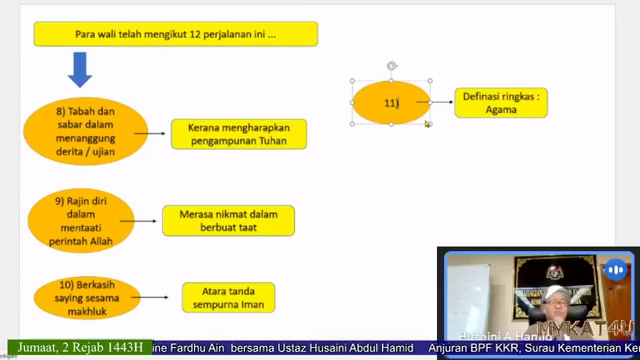 Para wali telah mengikut 12 perjalanan ini ...
8) Tabah dan
sabar dalam
menanggung
derita / ujian
Kerana mengharapkan
pengampunan Tuhan
9) Rajin diri
dalam
mentaati
perintah Allah
Merasa nikmat dalam
berbuat taat
10) Berkasih
saying sesama
makhluk
Atara tanda
sempurna Iman
11)
Definasi ringkas :
Agama
Husaini A Hamid
MYKAT4U
Jumaat, 2 Rejab 1443H
ine Fardhu Ain bersama Ustaz Husaini Abdul Hamid
Anjuran BPF KKR, Surau Kementerian Ke